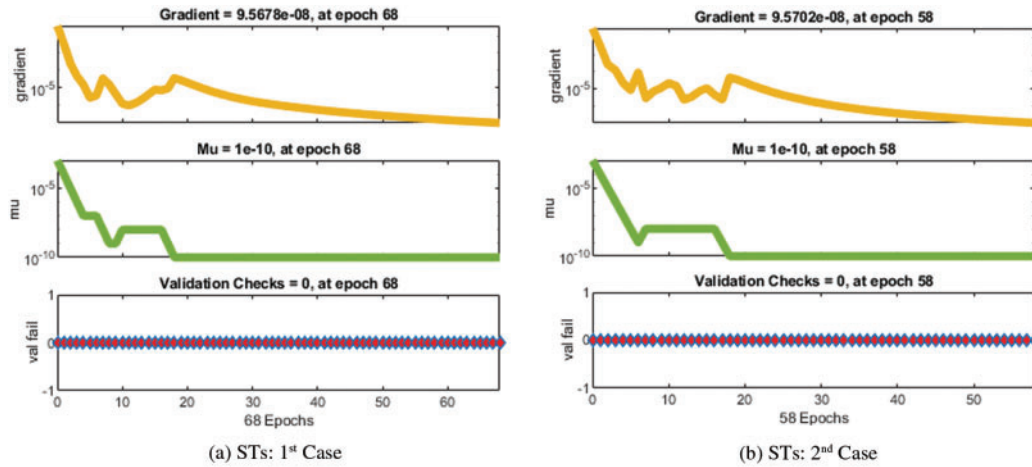 Gradient = 9.5678e-08, at epoch 68
gradient
10-5
Mu = 1e-10, at epoch 68
mu
10-5
10-10
Validation Checks = 0, at epoch 68
val fail
1
0
-1
0 10 20 30 40 50 60
68 Epochs
(a) STs: 1st Case
Gradient = 9.5702e-08, at epoch 58
gradient
10-5
Mu = 1e-10, at epoch 58
mu
10-5
10-10
Validation Checks = 0, at epoch 58
val fail
1
0
-1
0 10 20 30 40 50
58 Epochs
(b) STs: 2nd Case